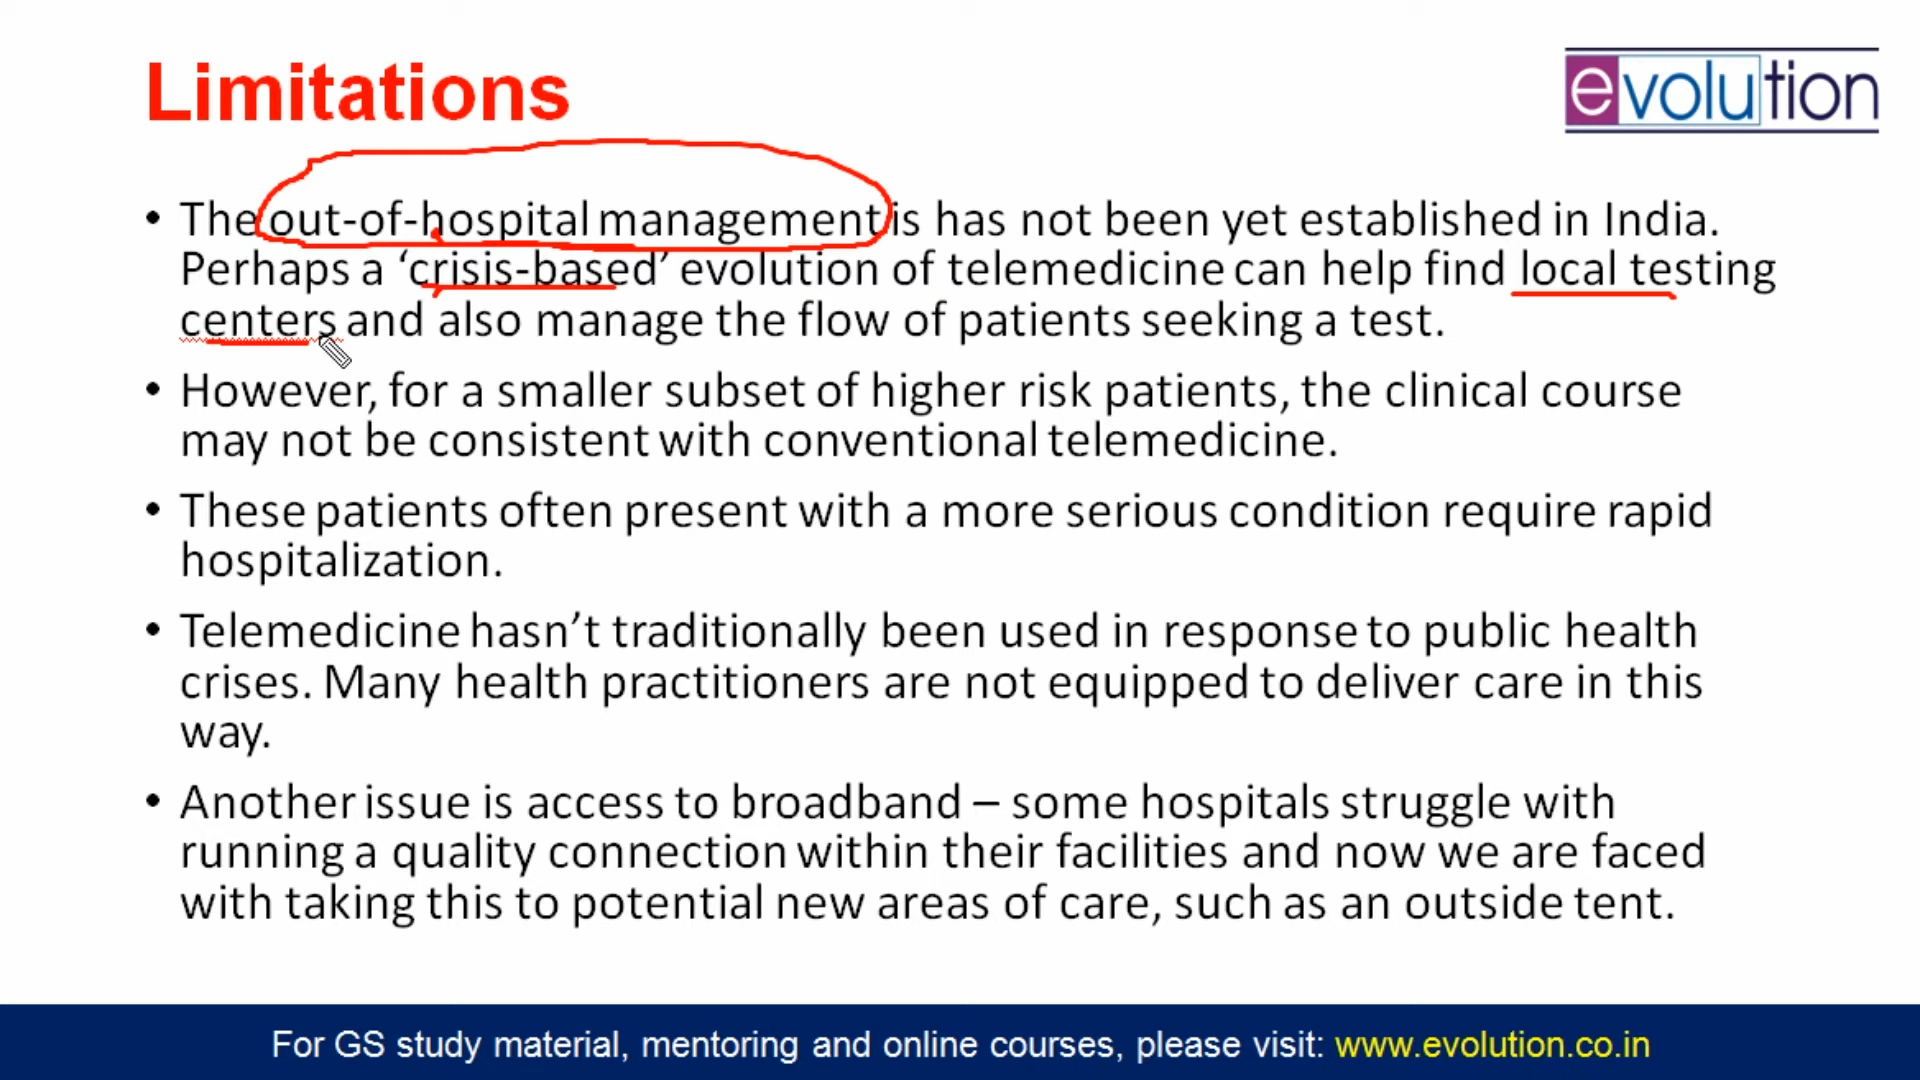 Limitations
evolution
• The out-of-hospital management is has not been yet established in India.
Perhaps a ‘crisis-based’ evolution of telemedicine can help find local testing
centers and also manage the flow of patients seeking a test.
• However, for a smaller subset of higher risk patients, the clinical course
may not be consistent with conventional telemedicine.
• These patients often present with a more serious condition require rapid
hospitalization.
• Telemedicine hasn’t traditionally been used in response to public health
crises. Many health practitioners are not equipped to deliver care in this
way.
• Another issue is access to broadband – some hospitals struggle with
running a quality connection within their facilities and now we are faced
with taking this to potential new areas of care, such as an outside tent.
For GS study material, mentoring and online courses, please visit: www.evolution.co.in